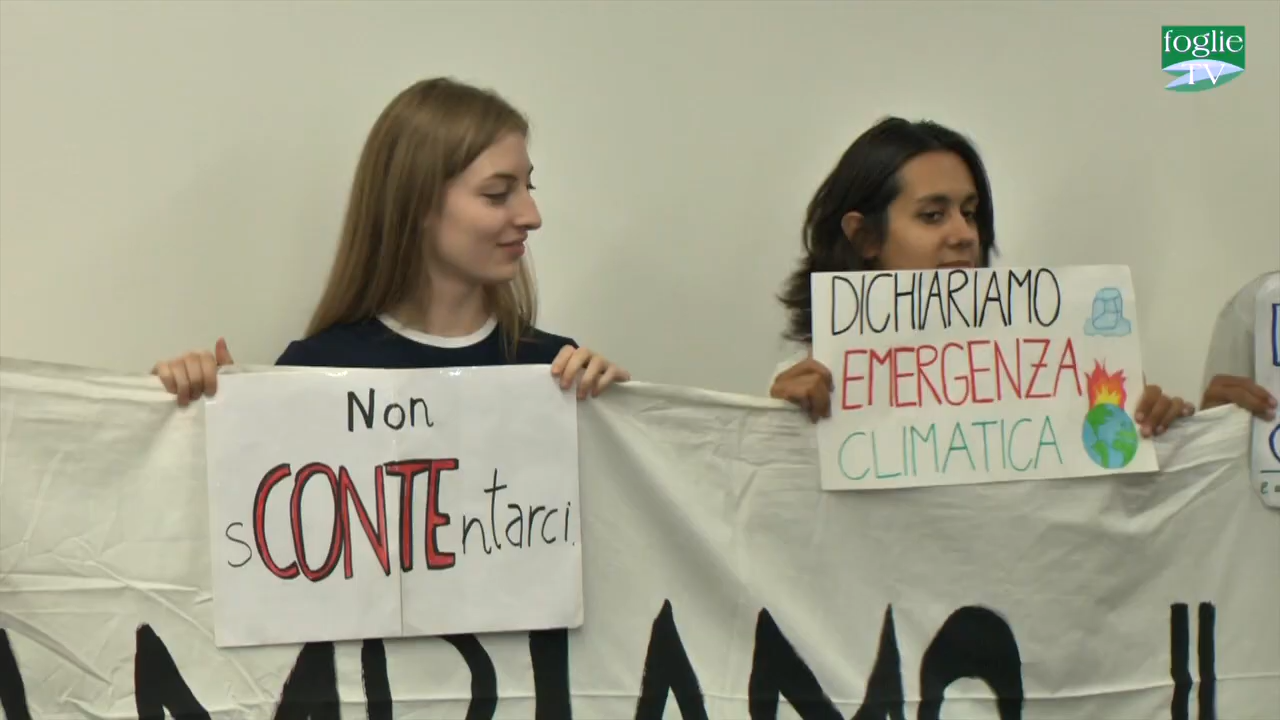 foglie
TV
Non
sCONTEntarci.
DICHIARIAMO
EMERGENZA
CLIMATICA